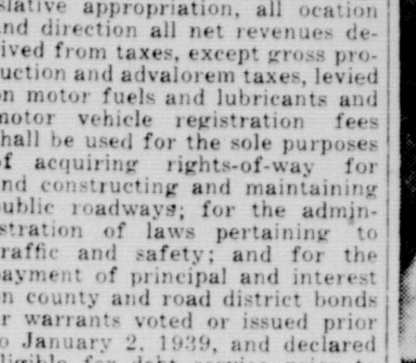 slative appropriation, all ocation
nd direction all net revenues de-
ived from taxes, except gross pro-
uction and advalorem taxes, levied
n motor fuels and lubricants and
motor vehicle registration fees
hall be used for the sole purposes
f acquiring rights-of-way for
nd constructing and maintaining
ublic roadways; for the admin-
stration of laws pertaining to
raffic and safety; and for the
ayment of principal and interest
n county and road district bonds
r warrants voted or issued prior
o January 2, 1939, and declared